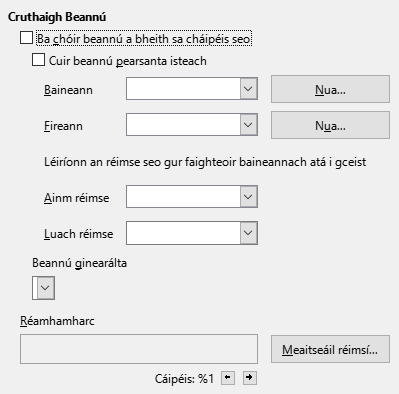 Cruthaigh Beannú
Ba chóir beannú a bheith sa cháipéis seo
Cuir beannú pearsanta isteach
Baineann
Nua...
Fireann
Nua...
Léiríonn an réimse seo gur faighteoir baineannach atá i gceist
Ainm réimse
Luach réimse
Beannú ginearálta
Réamhamharc
Meaitseáil réimsí...
Cáipéis: %1